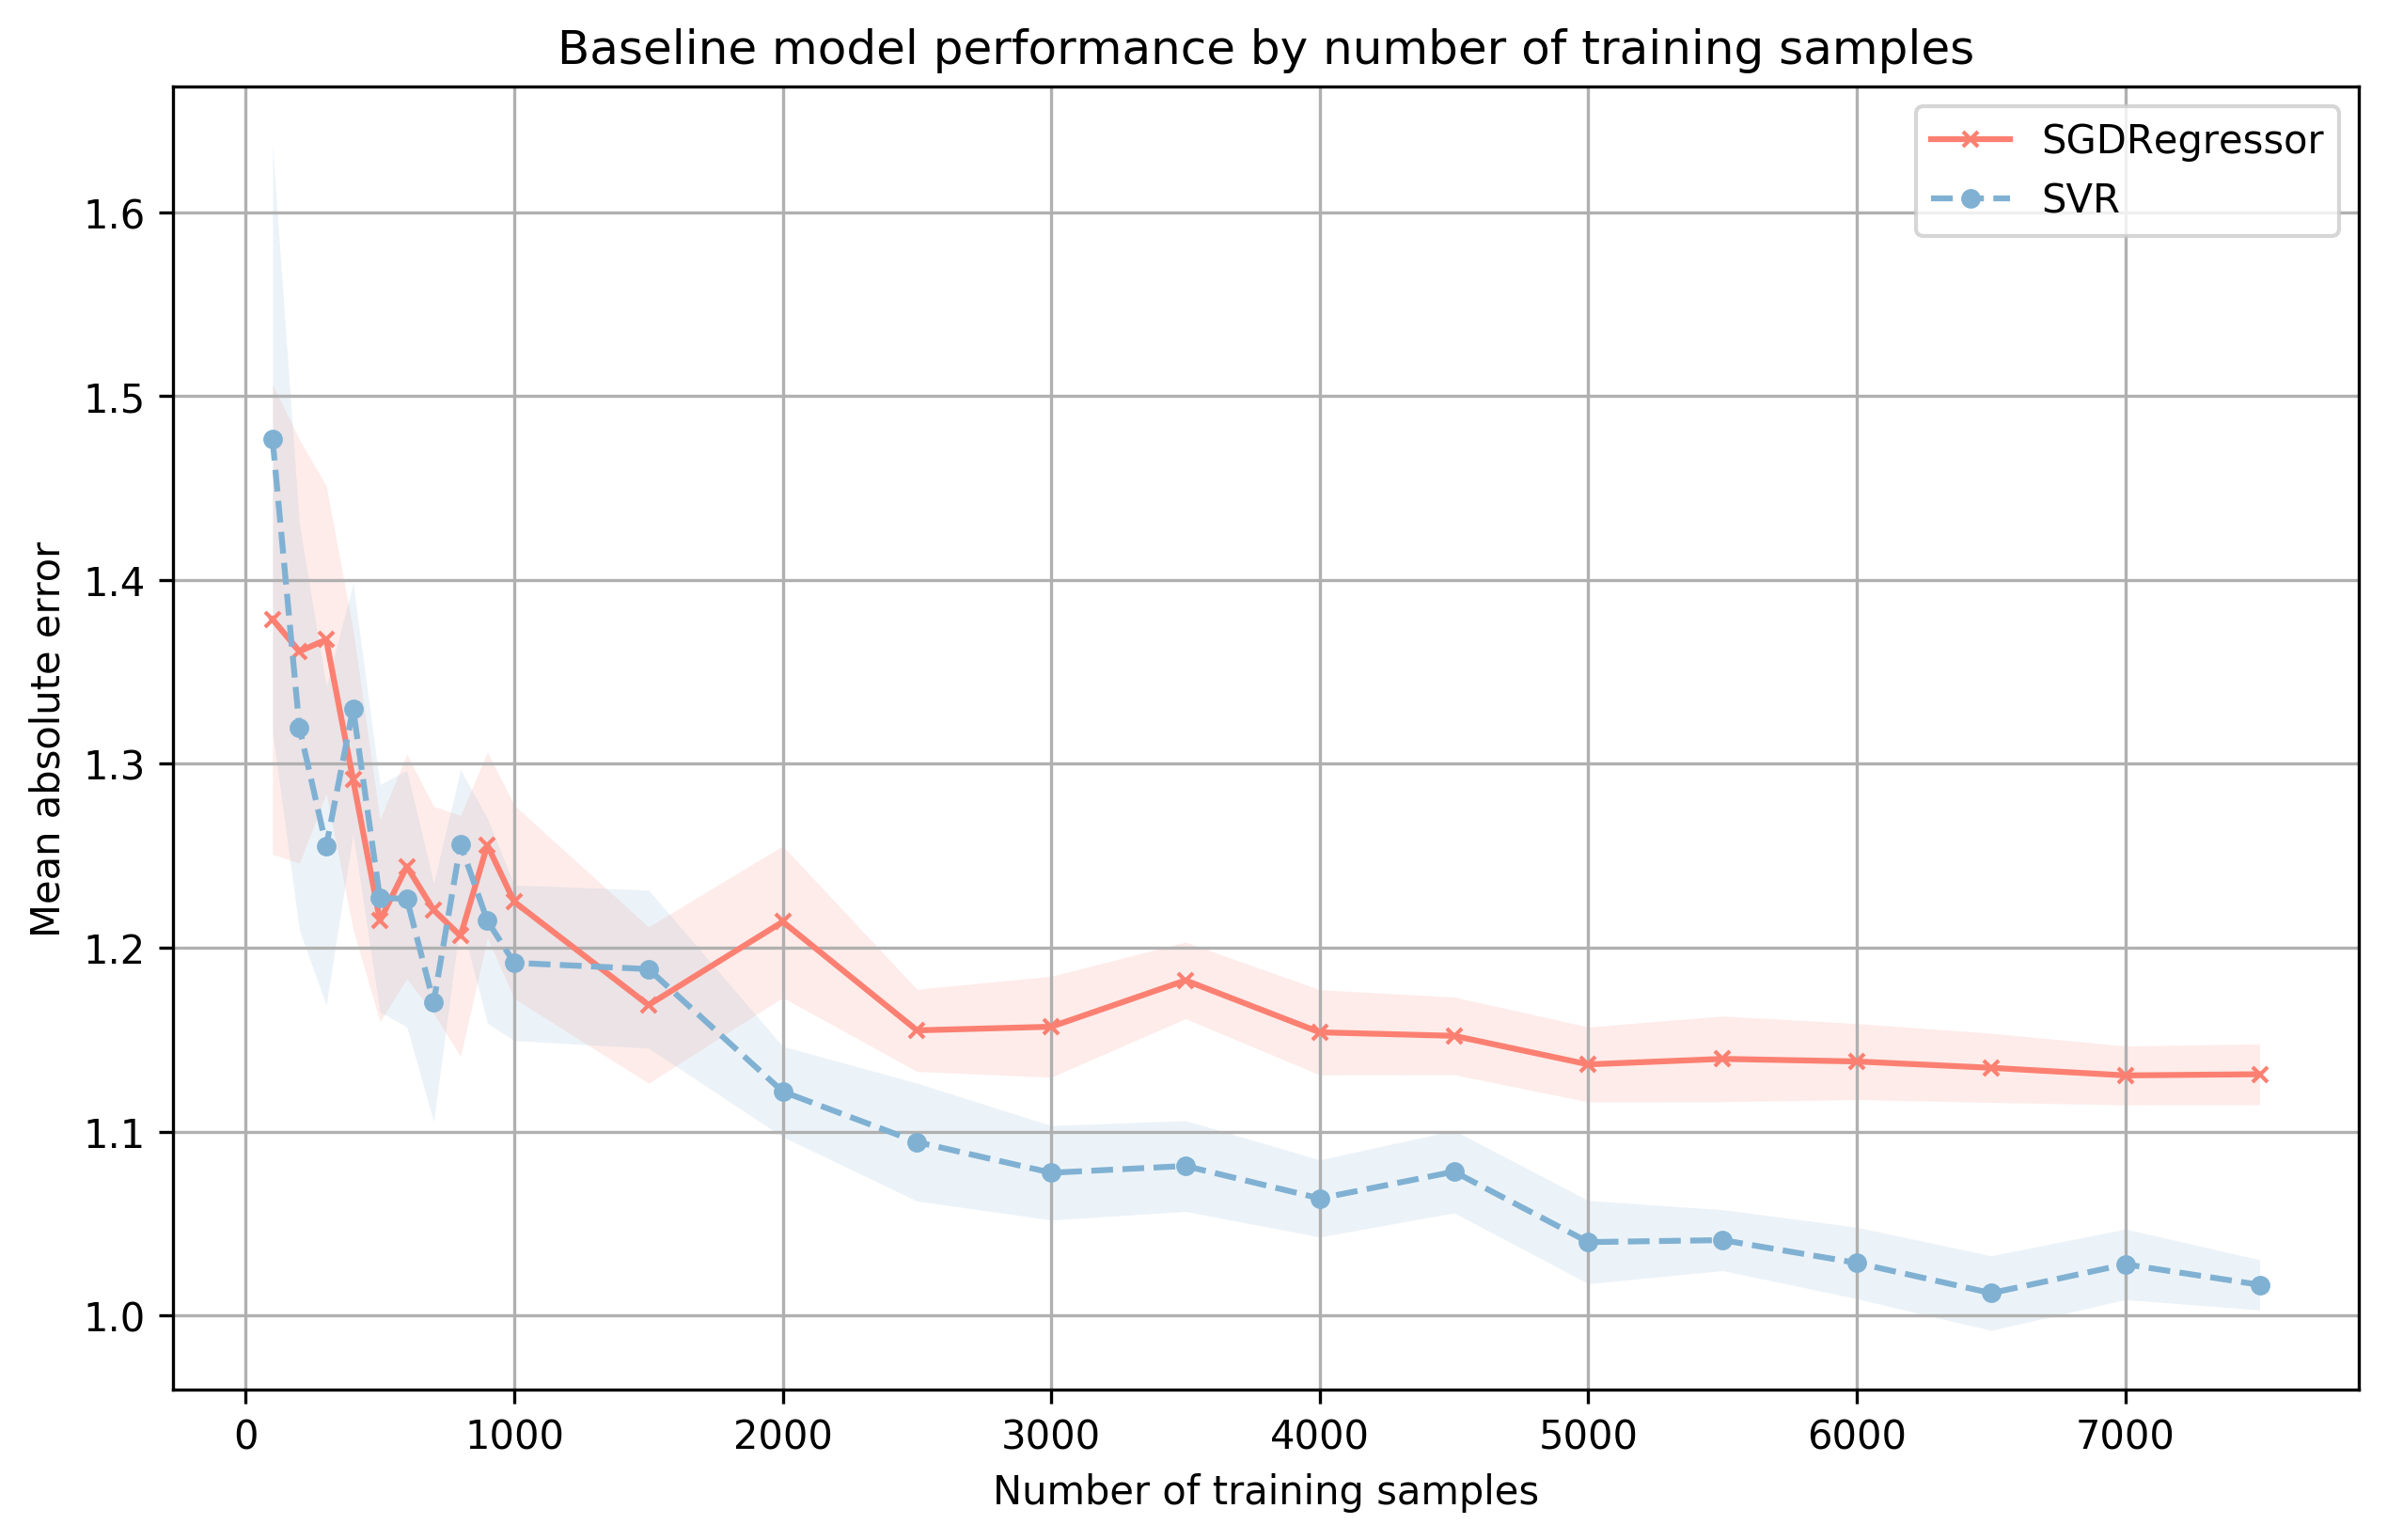 Baseline model performance by number of training samples
SGDRegressor
SVR
1.6
1.5
1.4
1.3
1.2
1.1
1.0
Mean absolute error
0 1000 2000 3000 4000 5000 6000 7000
Number of training samples